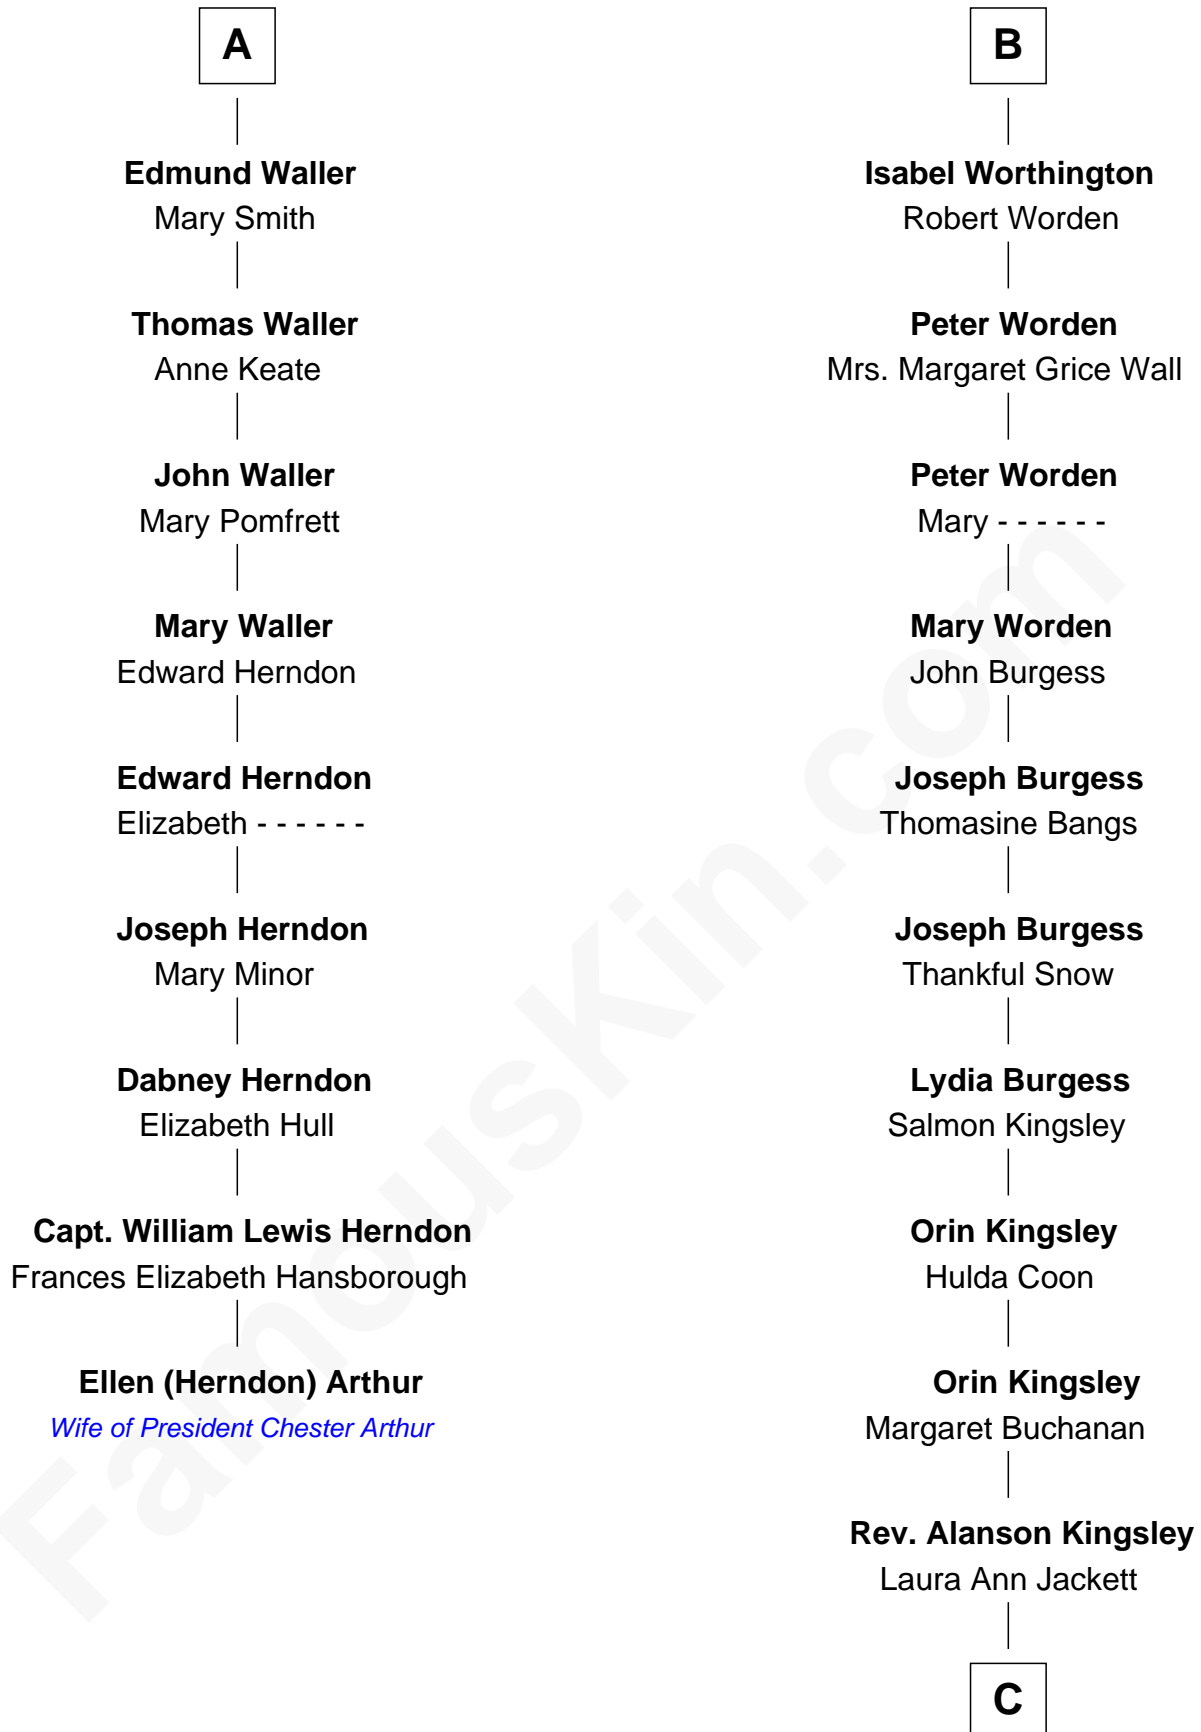 A
Edmund Waller
Mary Smith
Thomas Waller
Anne Keate
John Waller
Mary Pomfrett
Mary Waller
Edward Herndon
Edward Herndon
Elizabeth - - - - - -
Joseph Herndon
Mary Minor
Dabney Herndon
Elizabeth Hull
Capt. William Lewis Herndon
Frances Elizabeth Hansborough
Ellen (Herndon) Arthur
Wife of President Chester Arthur
B
Isabel Worthington
Robert Worden
Peter Worden
Mrs. Margaret Grice Wall
Peter Worden
Mary - - - - - -
Mary Worden
John Burgess
Joseph Burgess
Thomasine Bangs
Joseph Burgess
Thankful Snow
Lydia Burgess
Salmon Kingsley
Orin Kingsley
Hulda Coon
Orin Kingsley
Margaret Buchanan
Rev. Alanson Kingsley
Laura Ann Jackett
C
FamousKin.com